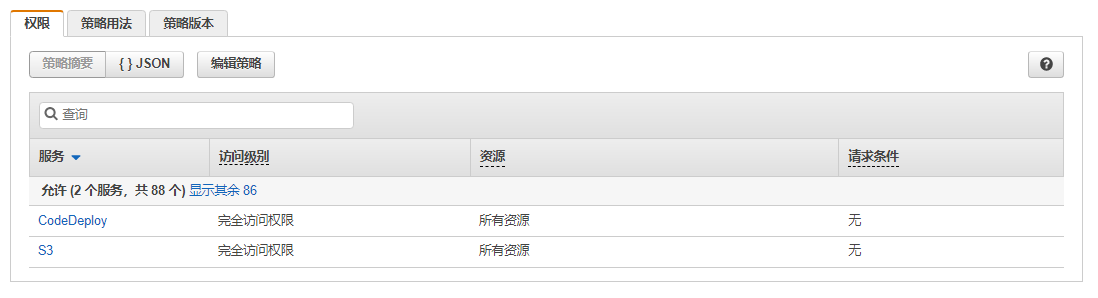 权限 策略用法 策略版本
策略摘要 { } JSON 编辑策略
查询
服务 访问级别 资源 请求条件
允许 (2 个服务，共 88 个) 显示其余 86
CodeDeploy 完全访问权限 所有资源 无
S3 完全访问权限 所有资源 无